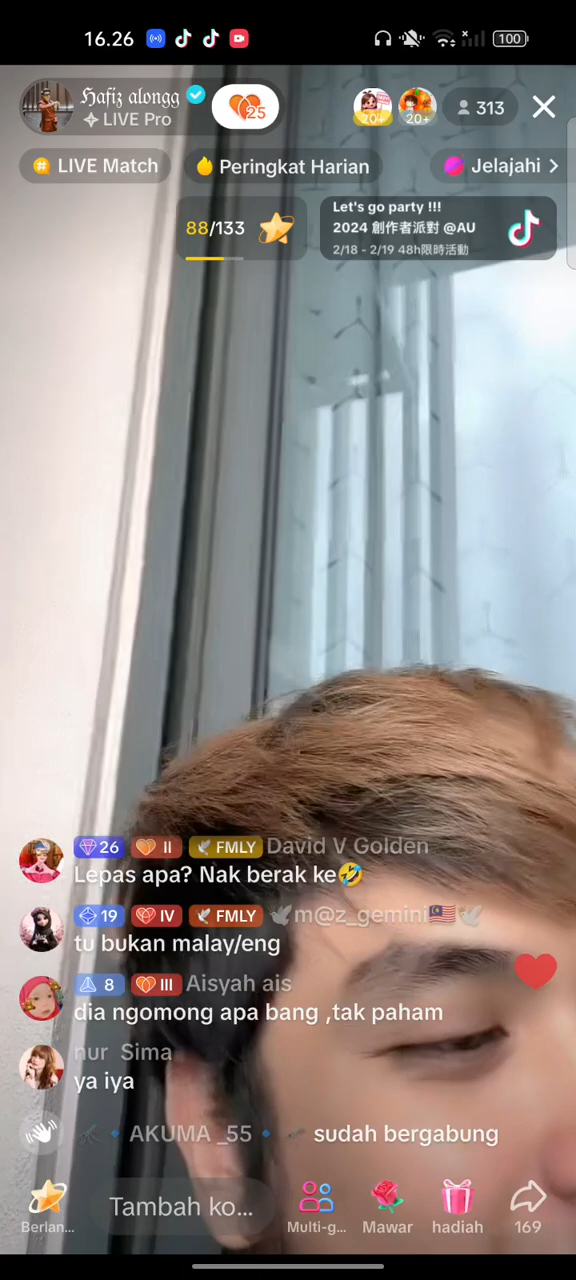 16.26
100
Hafiz alongg
LIVE Pro
25
20+
20+
313
LIVE Match
Peringkat Harian
Jelajahi >
88/133
Let's go party !!!
2024 創作者派對 @AU
2/18 - 2/19 48h限時活動
26 II FMLY David V Golden
Lepas apa? Nak berak ke🤣
19 IV FMLY 🕊m@z_gemini🇲🇾🕊
tu bukan malay/eng
8 III Aisyah ais
dia ngomong apa bang ,tak paham
nur Sima
ya iya
AKUMA _55 sudah bergabung
Berlan...
Tambah ko...
Multi-g...
Mawar
hadiah
169